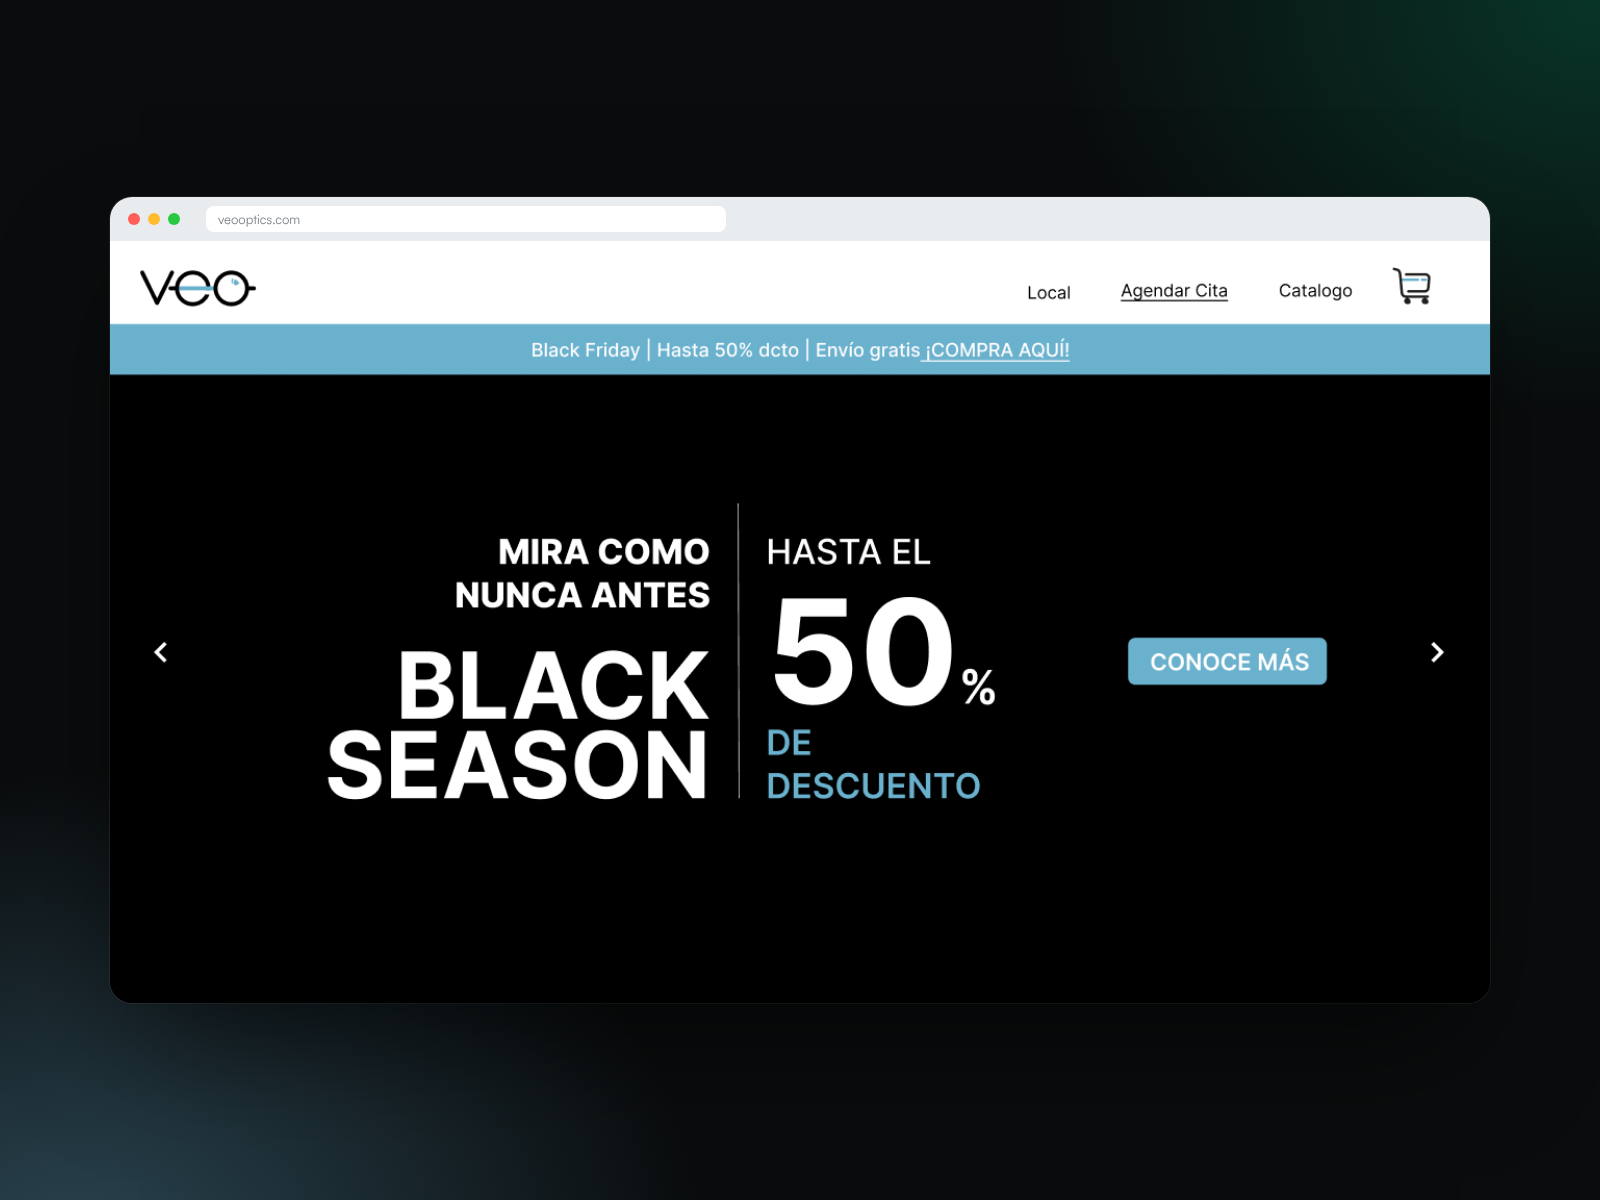 veooptics.com
veo
Local
Agendar Cita
Catalogo
Black Friday | Hasta 50% dcto | Envío gratis ¡COMPRA AQUÍ!
MIRA COMO
NUNCA ANTES
BLACK
SEASON
HASTA EL
50%
DE
DESCUENTO
CONOCE MÁS